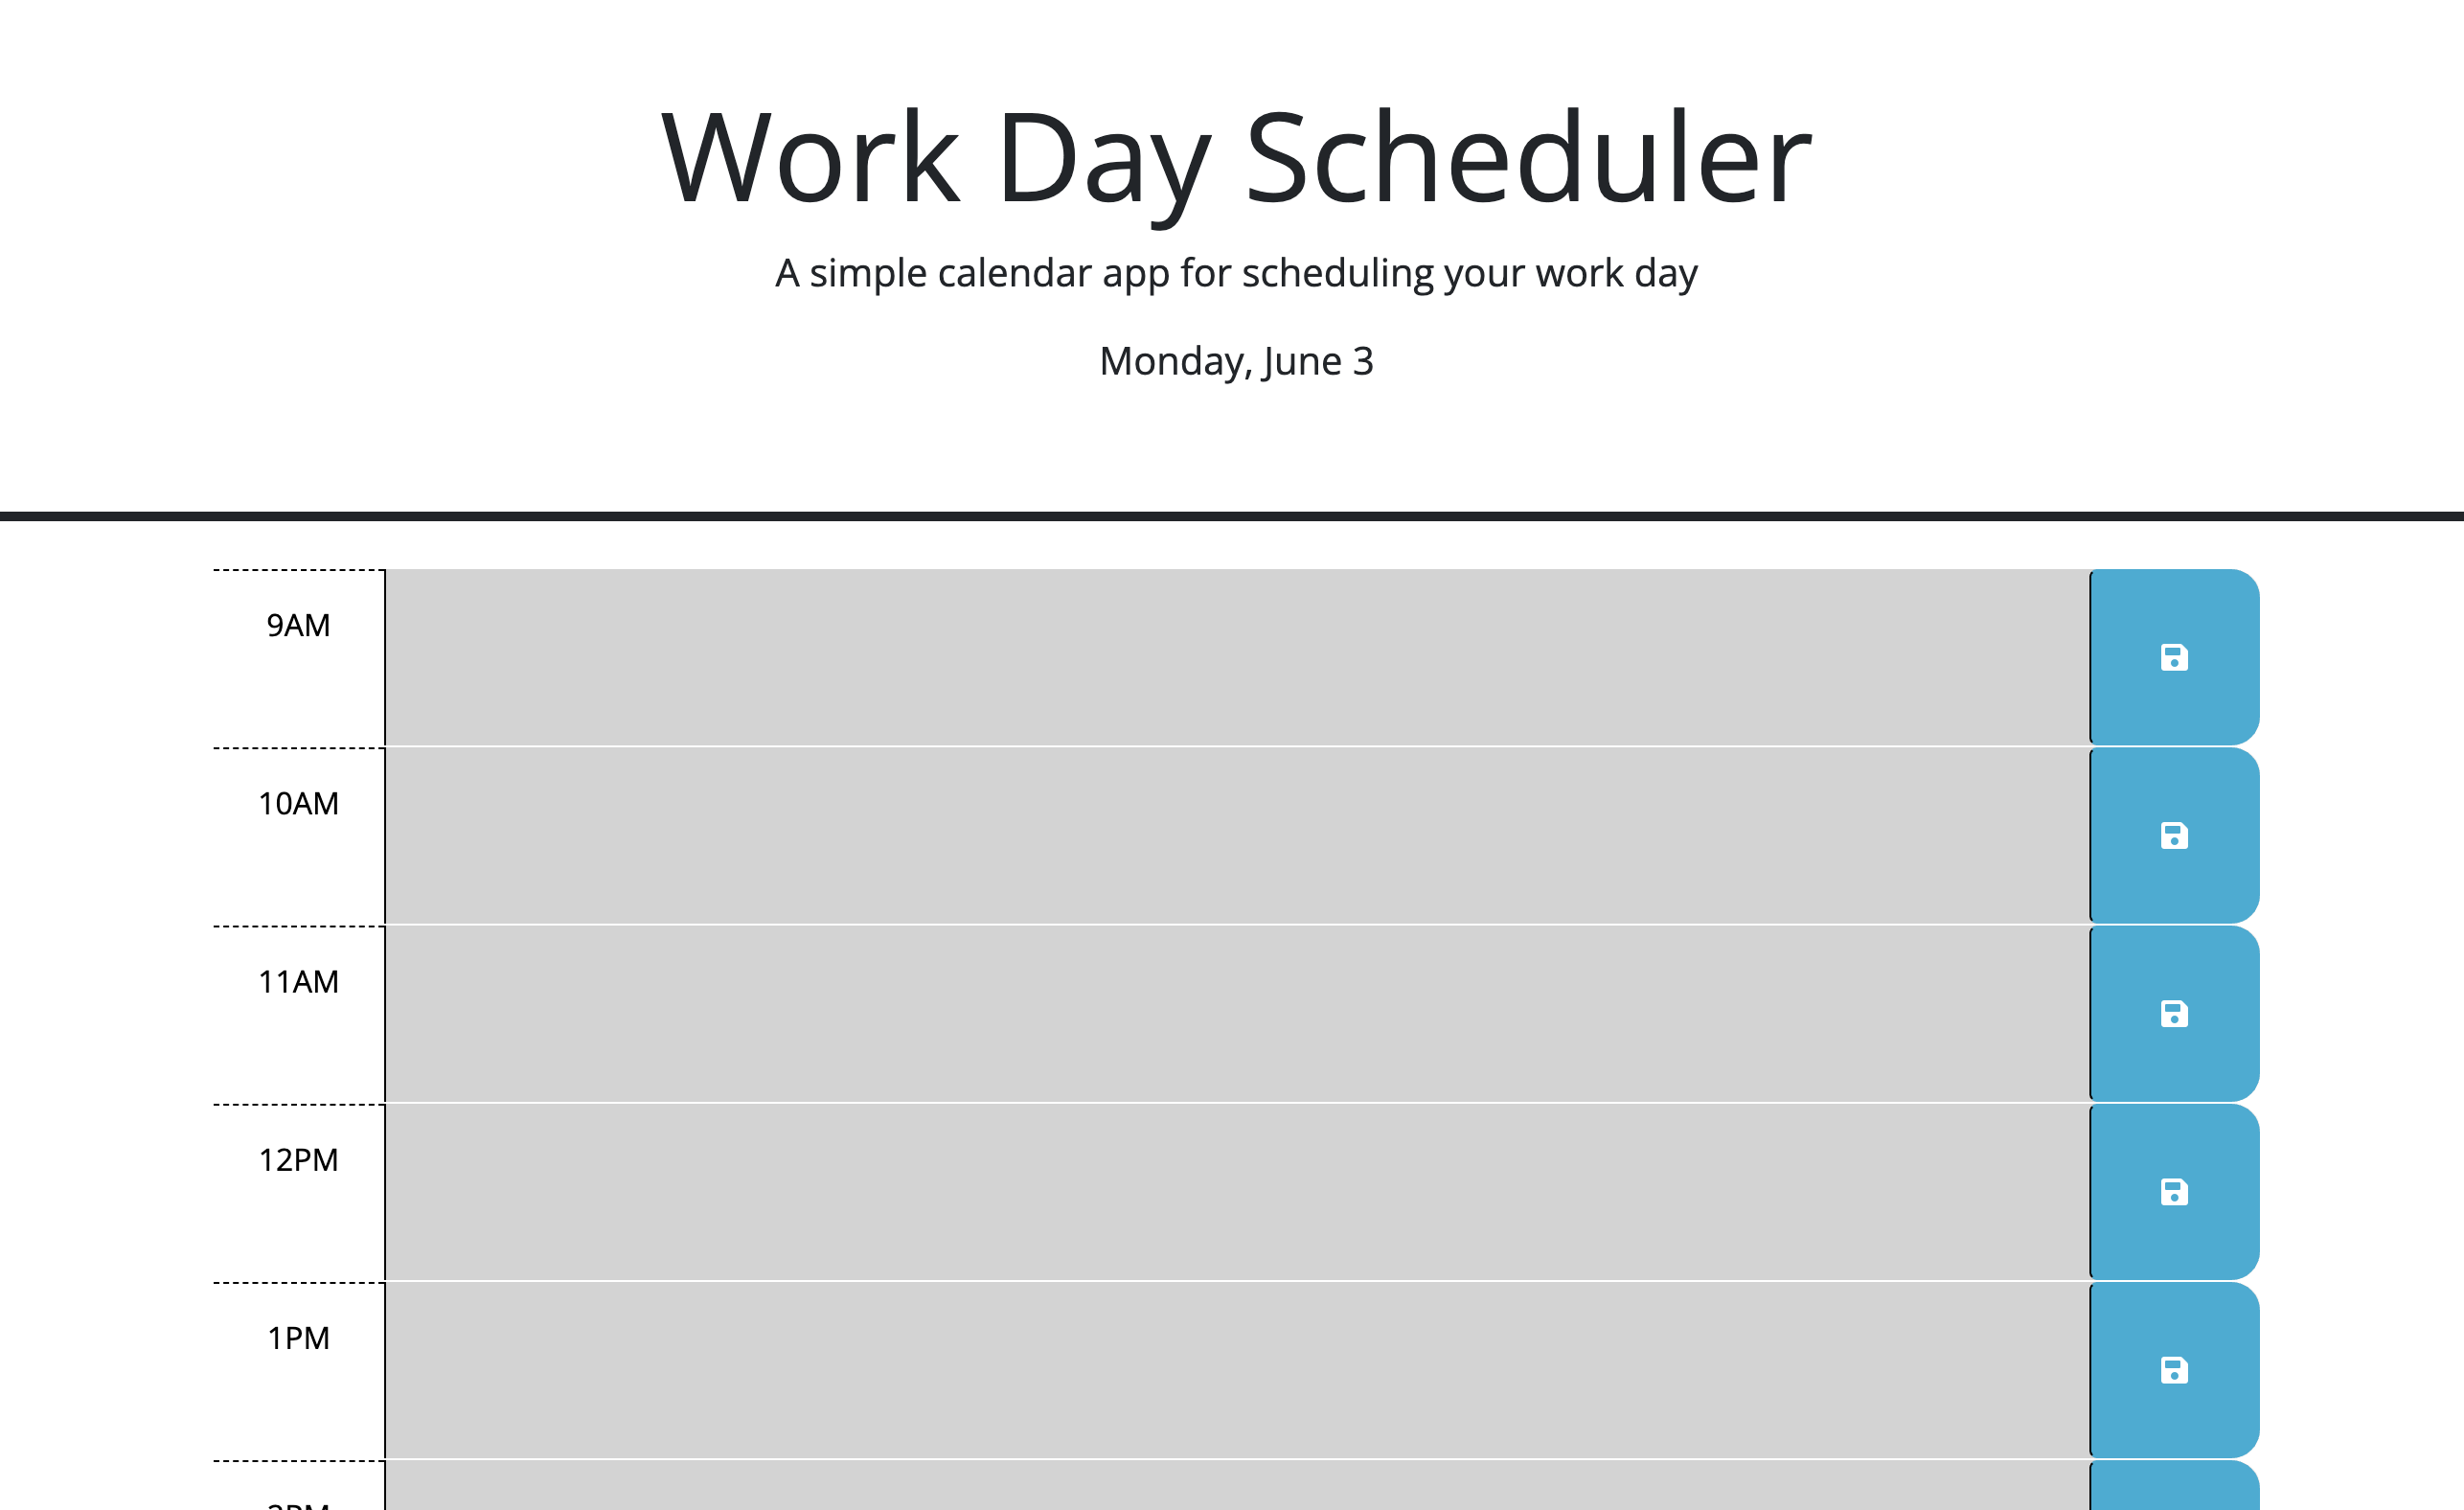 Work Day Scheduler
A simple calendar app for scheduling your work day
Monday, June 3
9AM
10AM
11AM
12PM
1PM